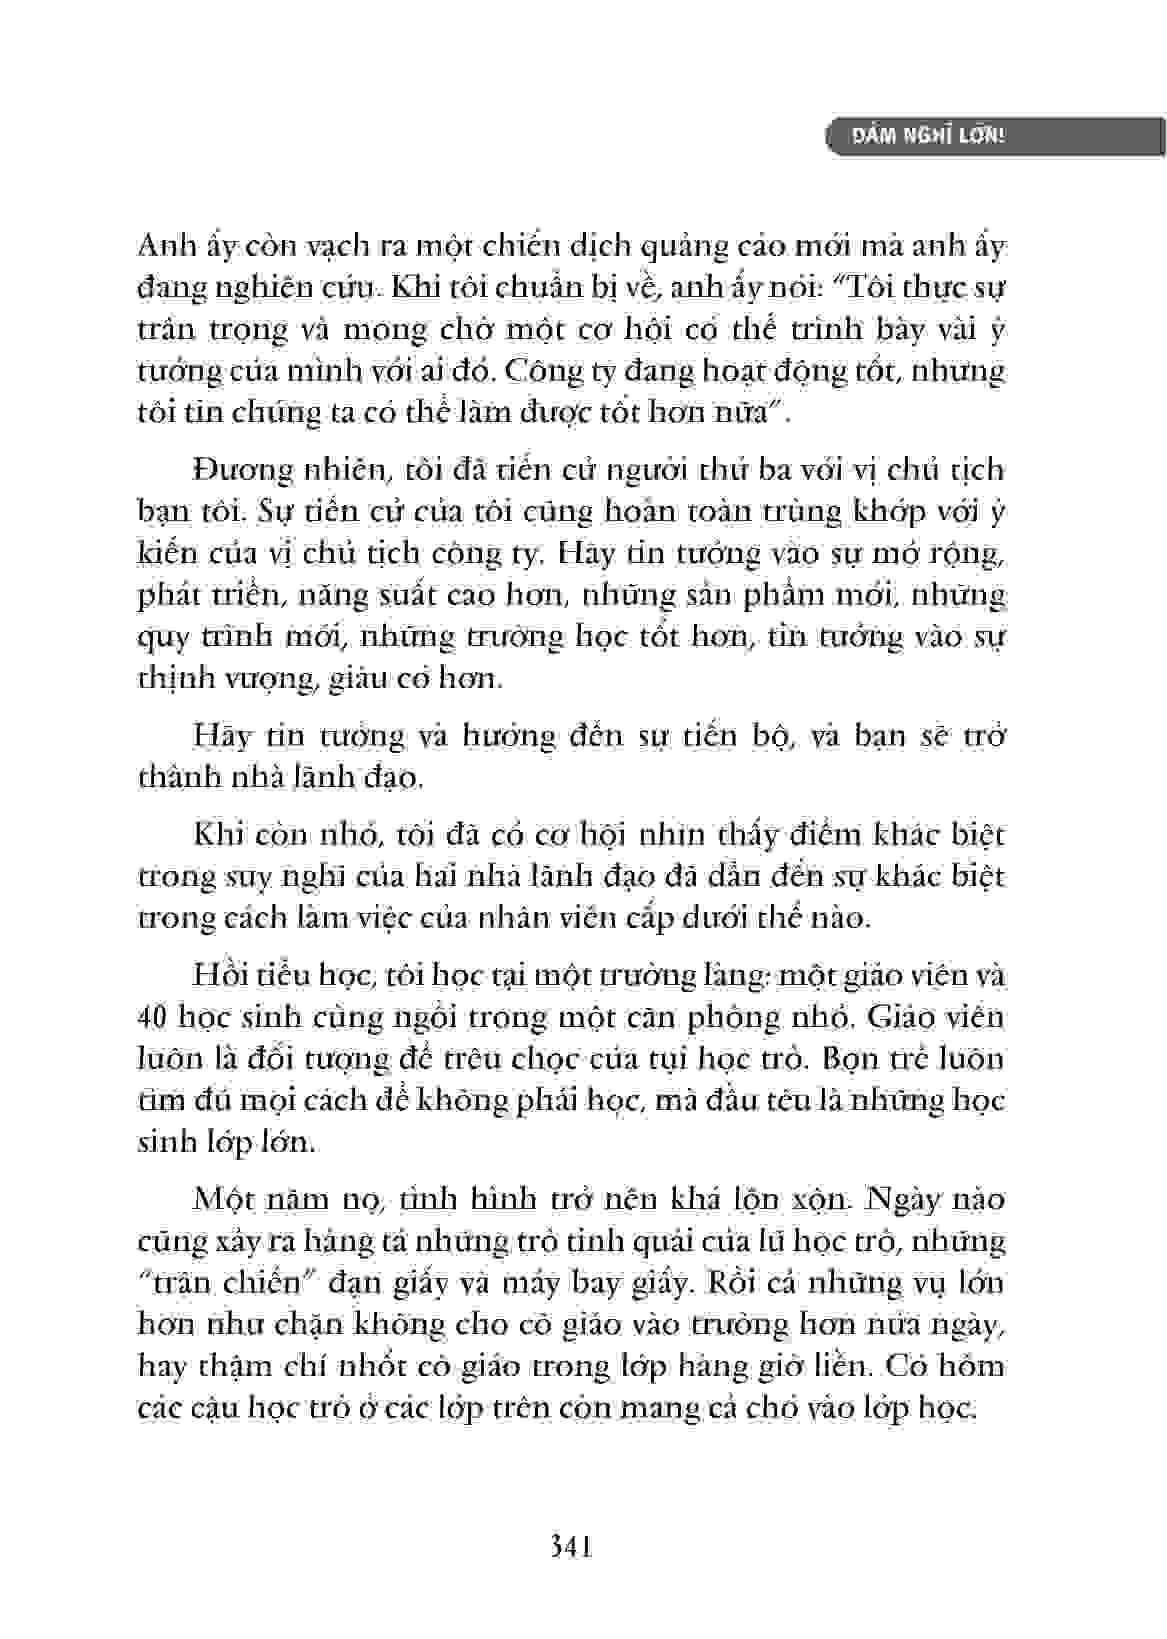 DÁM NGHĨ LỚN!
Anh ấy còn vạch ra một chiến dịch quảng cáo mới mà anh ấy
đang nghiên cứu. Khi tôi chuẩn bị về, anh ấy nói: “Tôi thực sự
trân trọng và mong chờ một cơ hội có thể trình bày vài ý
tưởng của mình với ai đó. Công ty đang hoạt động tốt, nhưng
tôi tin chúng ta có thể làm được tốt hơn nữa”.
Đương nhiên, tôi đã tiến cử người thứ ba với vị chủ tịch
bạn tôi. Sự tiến cử của tôi cũng hoàn toàn trùng khớp với ý
kiến của vị chủ tịch công ty. Hãy tin tưởng vào sự mở rộng,
phát triển, năng suất cao hơn, những sản phẩm mới, những
quy trình mới, những trường học tốt hơn, tin tưởng vào sự
thịnh vượng, giàu có hơn.
Hãy tin tưởng và hướng đến sự tiến bộ, và bạn sẽ trở
thành nhà lãnh đạo.
Khi còn nhỏ, tôi đã có cơ hội nhìn thấy điểm khác biệt
trong suy nghĩ của hai nhà lãnh đạo đã dẫn đến sự khác biệt
trong cách làm việc của nhân viên cấp dưới thế nào.
Hồi tiểu học, tôi học tại một trường làng: một giáo viên và
40 học sinh cùng ngồi trong một căn phòng nhỏ. Giáo viên
luôn là đối tượng để trêu chọc của tụi học trò. Bọn trẻ luôn
tìm đủ mọi cách để không phải học, mà đầu têu là những học
sinh lớp lớn.
Một năm nọ, tình hình trở nên khá lộn xộn. Ngày nào
cũng xảy ra hàng tá những trò tinh quái của lũ học trò, những
“trận chiến” đạn giấy và máy bay giấy. Rồi cả những vụ lớn
hơn như chặn không cho cô giáo vào trường hơn nửa ngày,
hay thậm chí nhốt cô giáo trong lớp hàng giờ liền. Có hôm
các cậu học trò ở các lớp trên còn mang cả chó vào lớp học.
341